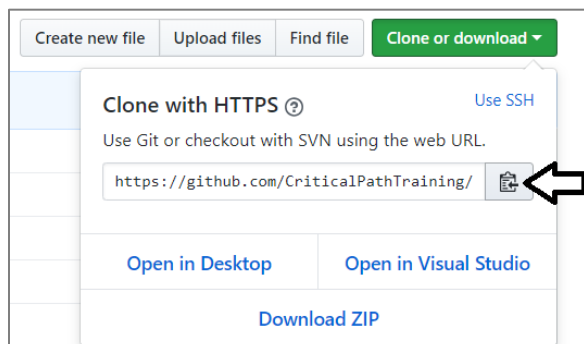 Create new file Upload files Find file Clone or download
Clone with HTTPS Use SSH
Use Git or checkout with SVN using the web URL.
https://github.com/CriticalPathTraining/
Open in Desktop Open in Visual Studio
Download ZIP